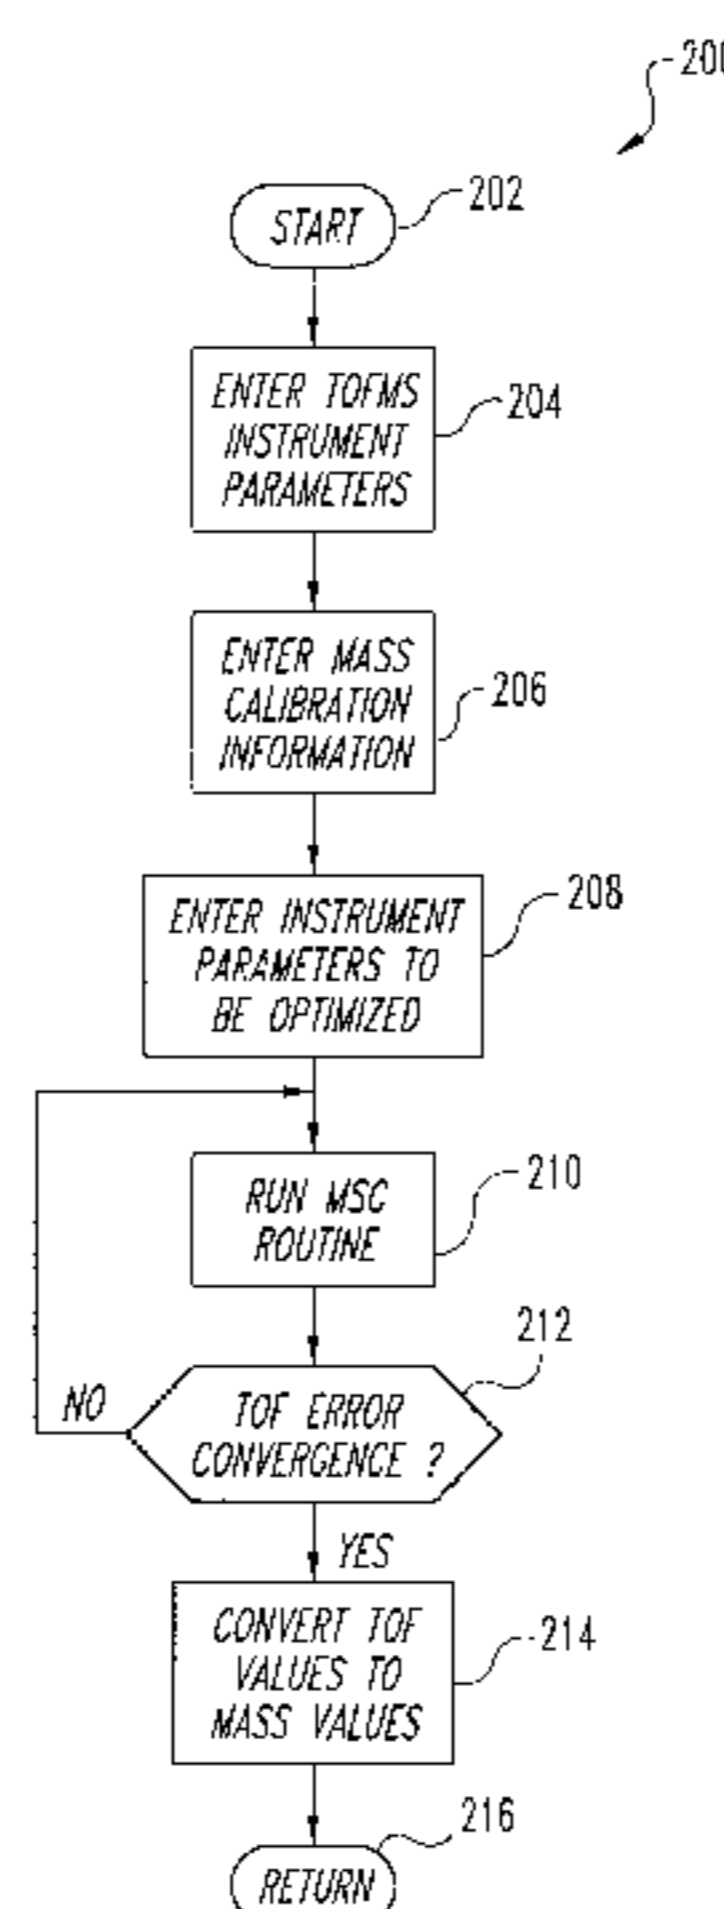 200
START
202
ENTER TOFMS
INSTRUMENT
PARAMETERS
204
ENTER MASS
CALIBRATION
INFORMATION
206
ENTER INSTRUMENT
PARAMETERS TO
BE OPTIMIZED
208
RUN MSC
ROUTINE
210
212
TOF ERROR
CONVERGENCE ?
NO
YES
CONVERT TOF
VALUES TO
MASS VALUES
214
216
RETURN